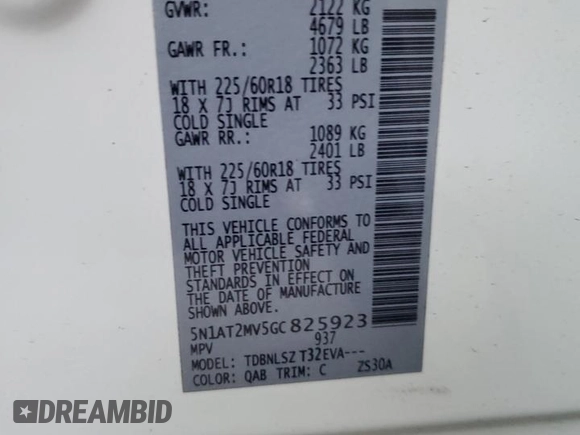 GVWR: 2122 KG
4679 LB
GAWR FR.: 1072 KG
2363 LB
WITH 225/60R18 TIRES
18 X 7J RIMS AT 33 PSI
COLD SINGLE
GAWR RR.: 1089 KG
2401 LB
WITH 225/60R18 TIRES
18 X 7J RIMS AT 33 PSI
COLD SINGLE
THIS VEHICLE CONFORMS TO
ALL APPLICABLE FEDERAL
MOTOR VEHICLE SAFETY AND
THEFT PREVENTION
STANDARDS IN EFFECT ON
THE DATE OF MANUFACTURE
SHOWN ABOVE.
5N1AT2MV5GC825923
MPV 937
MODEL: TDBNLSZ T32EVA---
COLOR: QAB TRIM: C ZS30A
DREAMBID